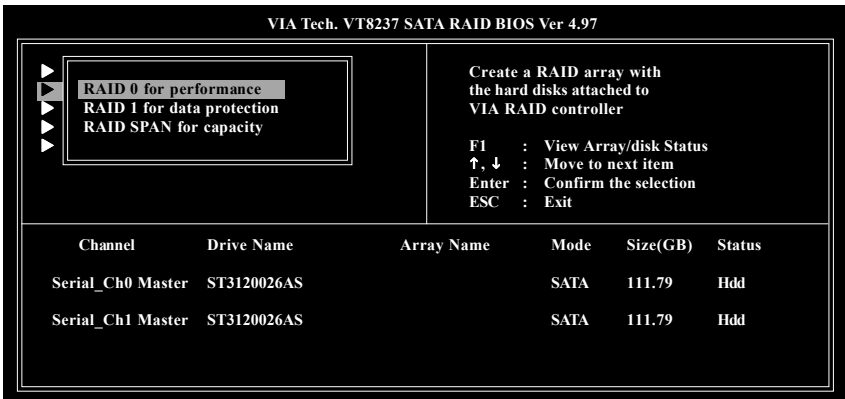 VIA Tech. VT8237 SATA RAID BIOS Ver 4.97
RAID 0 for performance
RAID 1 for data protection
RAID SPAN for capacity
Create a RAID array with
the hard disks attached to
VIA RAID controller
F1 : View Array/disk Status
↑, ↓ : Move to next item
Enter : Confirm the selection
ESC : Exit
Channel Drive Name Array Name Mode Size(GB) Status
Serial_Ch0 Master ST3120026AS SATA 111.79 Hdd
Serial_Ch1 Master ST3120026AS SATA 111.79 Hdd